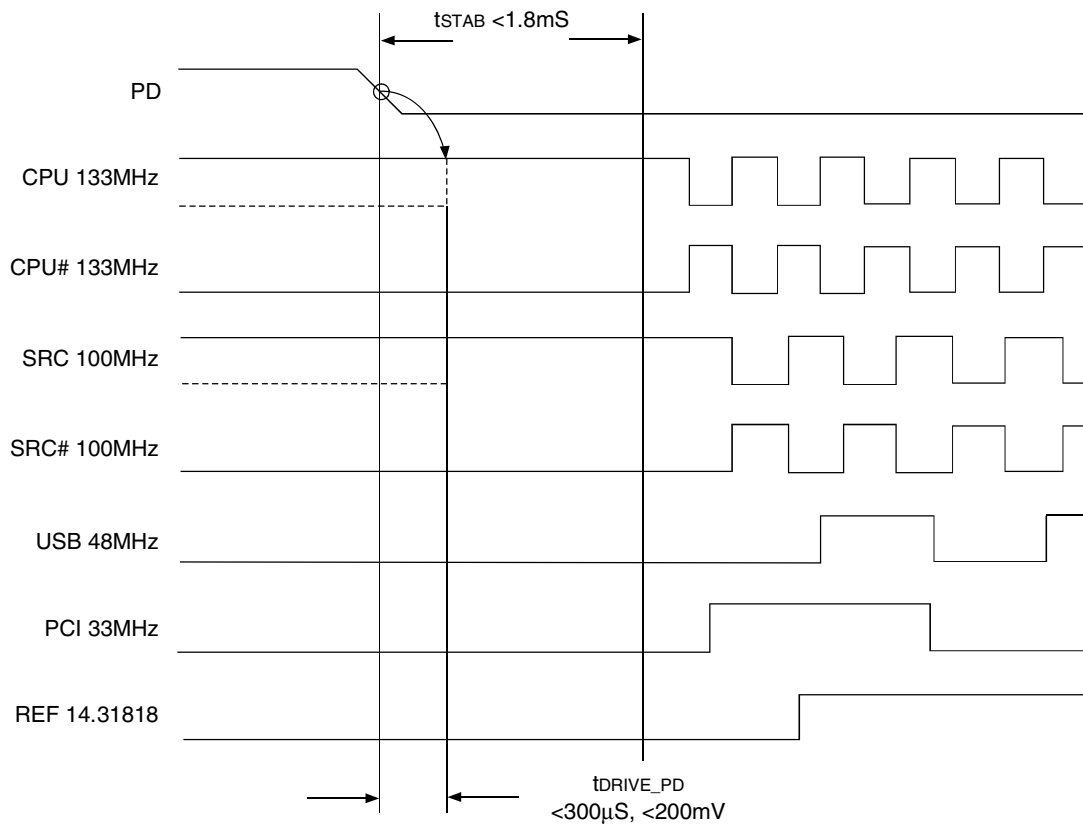 tSTAB <1.8mS
PD
CPU 133MHz
CPU# 133MHz
SRC 100MHz
SRC# 100MHz
USB 48MHz
PCI 33MHz
REF 14.31818
tDRIVE_PD
<300µS, <200mV